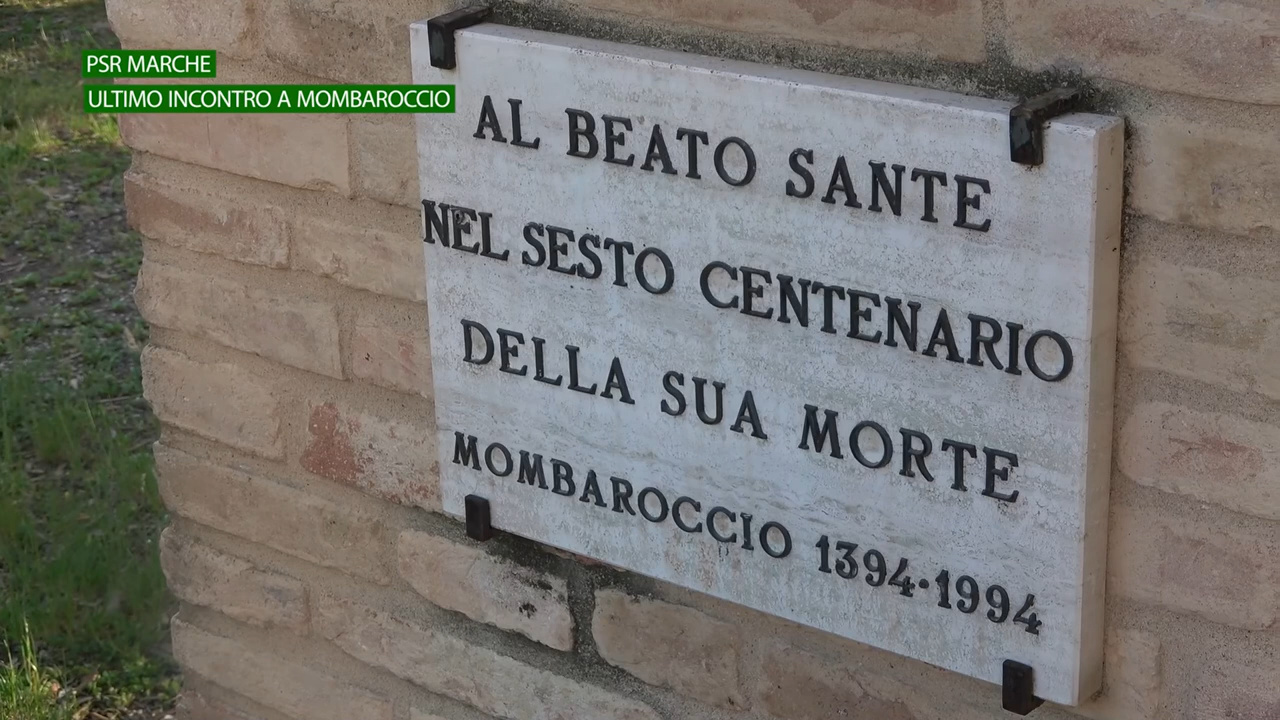 PSR MARCHE
ULTIMO INCONTRO A MOMBAROCCIO
AL BEATO SANTE
NEL SESTO CENTENARIO
DELLA SUA MORTE
MOMBAROCCIO 1394·1994